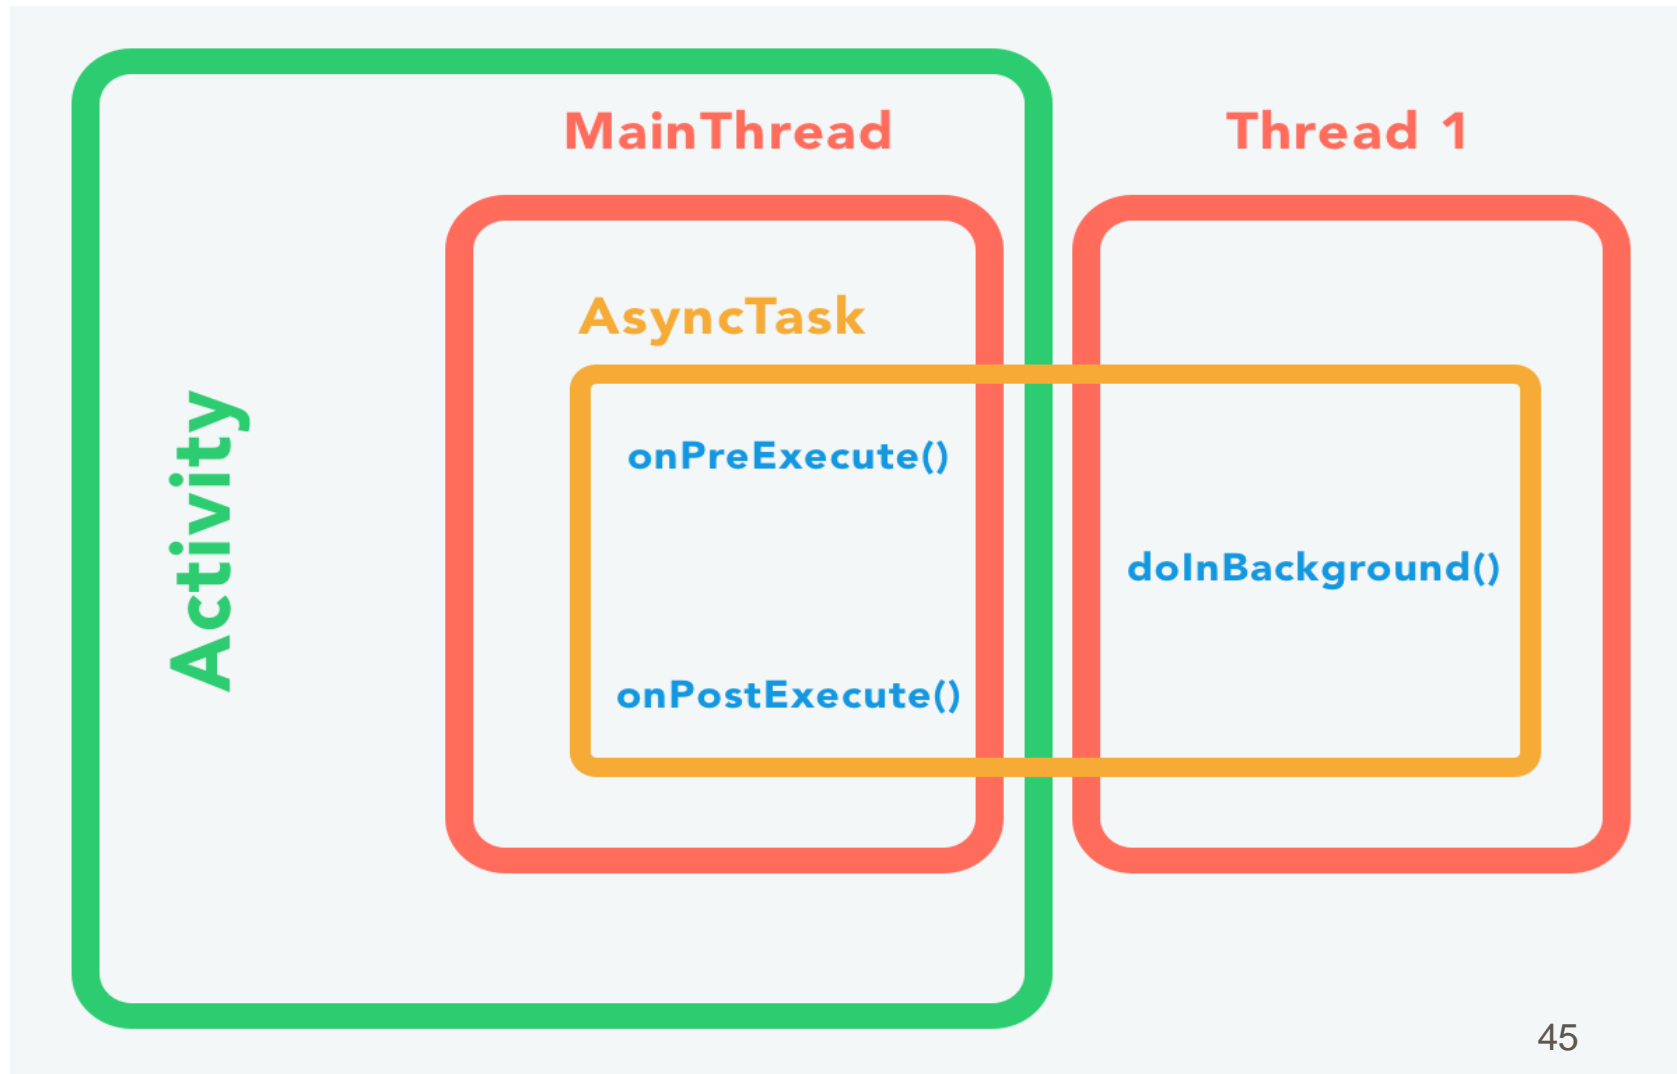 MainThread
Thread 1
AsyncTask
onPreExecute()
doInBackground()
onPostExecute()
Activity
45